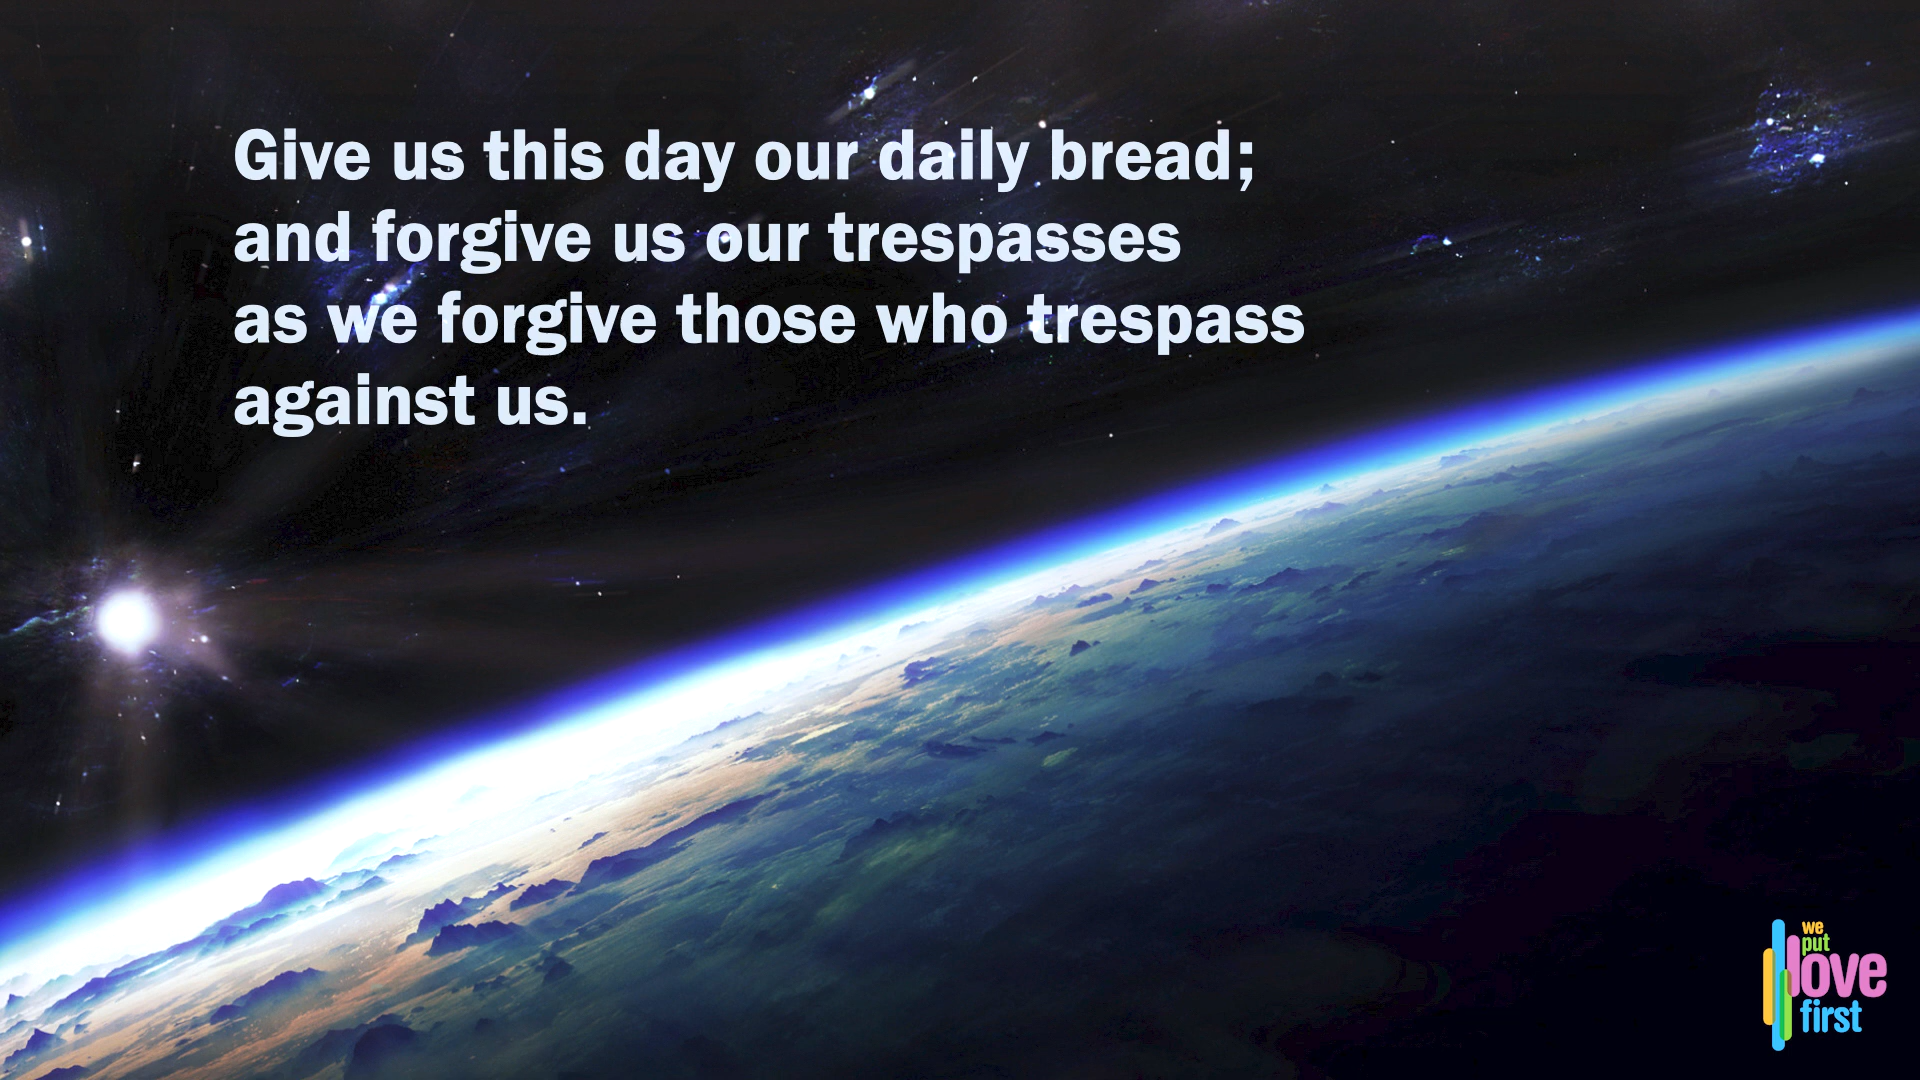 Give us this day our daily bread;
and forgive us our trespasses
as we forgive those who trespass
against us.
we
put
love
first